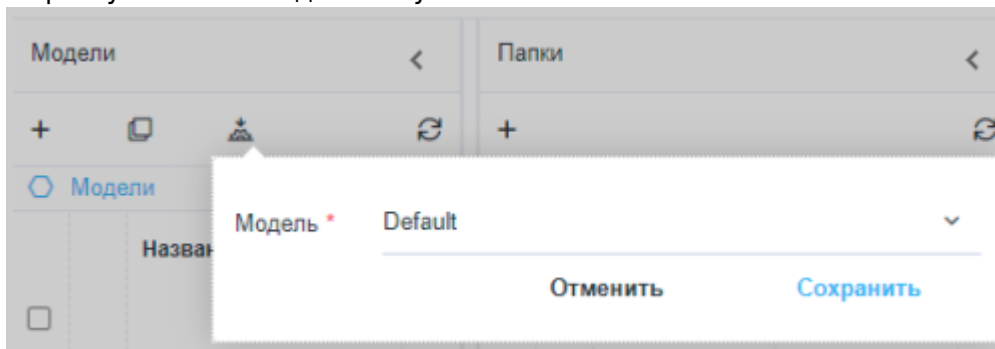 Модели
Папки
Модели
Назван
Модель *
Default
Отменить
Сохранить